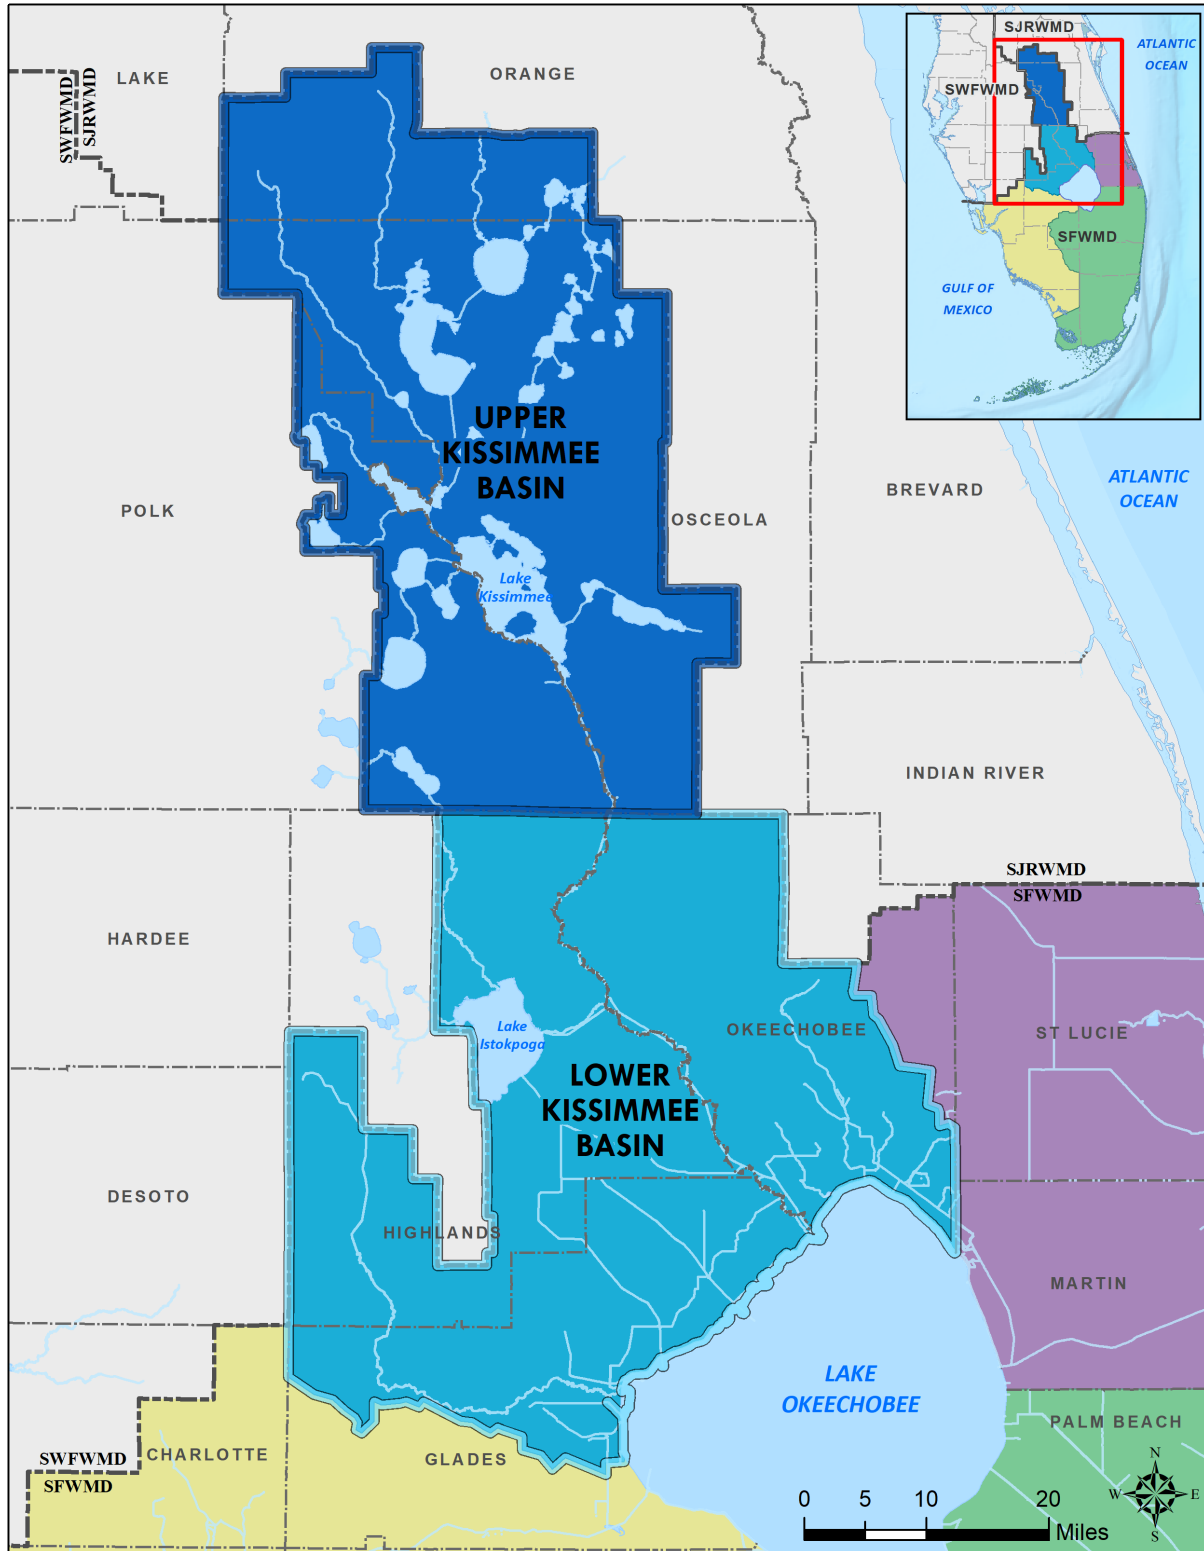 SJRWMD
ATLANTIC
OCEAN
SWFWMD
SFWMD
GULF OF
MEXICO
LAKE
ORANGE
SWFWMD
SJRWMD
UPPER
KISSIMMEE
BASIN
POLK
OSCEOLA
BREVARD
ATLANTIC
OCEAN
Lake
Kissimmee
INDIAN RIVER
SJRWMD
SFWMD
HARDEE
Lake
Istokpoga
OKEECHOBEE
ST LUCIE
LOWER
KISSIMMEE
BASIN
DESOTO
HIGHLANDS
MARTIN
LAKE
OKEECHOBEE
PALM BEACH
SWFWMD
SFWMD
CHARLOTTE
GLADES
N
W
E
S
0 5 10 20
Miles